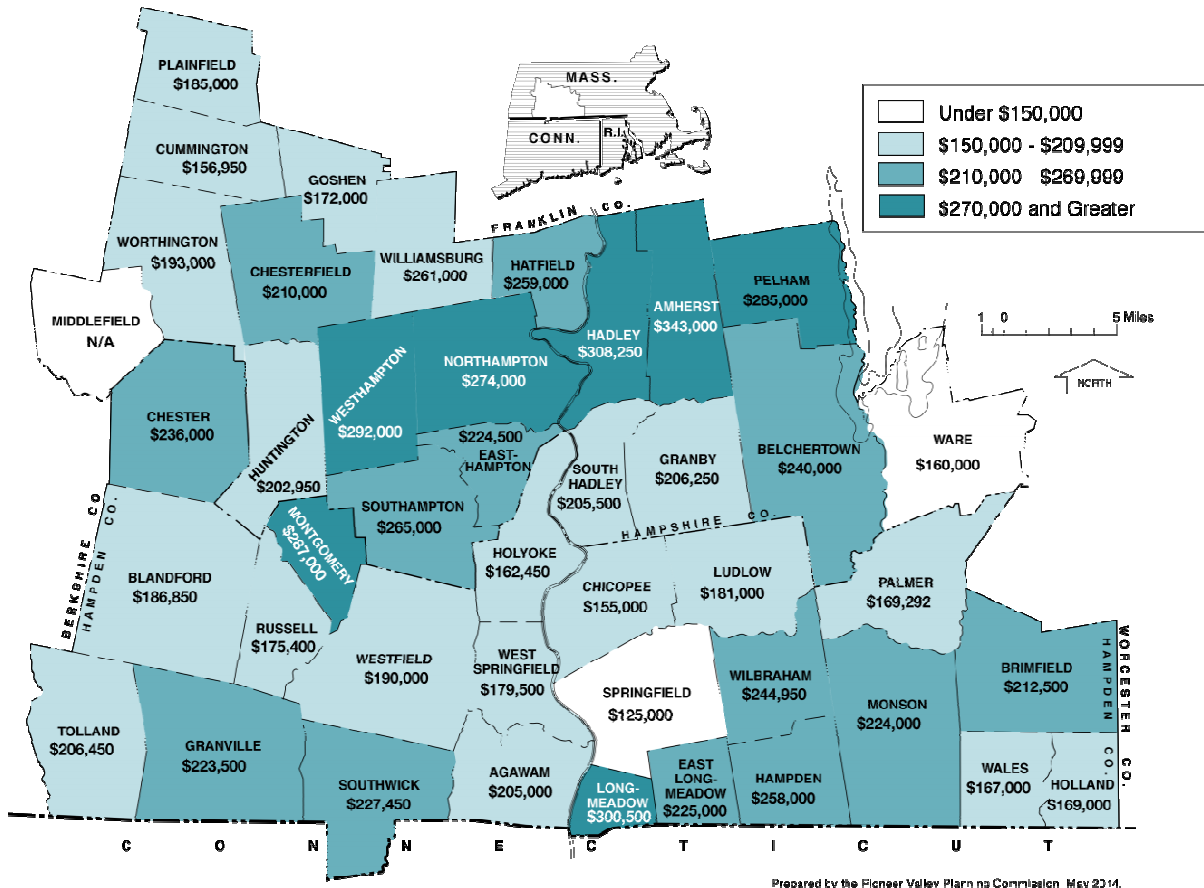 PLAINFIELD
$185,000
CUMMINGTON
$156,950
GOSHEN
$172,000
WORTHINGTON
$193,000
CHESTERFIELD
$210,000
WILLIAMSBURG
$261,000
HATFIELD
$259,000
FRANKLIN CO.
MASS.
CONN.
R.I.
Under $150,000
$150,000 - $209,999
$210,000 - $269,999
$270,000 and Greater
1 0 5 Miles
NORTH
MIDDLEFIELD
N/A
HADLEY
$308,250
AMHERST
$343,000
PELHAM
$285,000
CHESTER
$236,000
HUNTINGTON
$202,950
WESTHAMPTON
$292,000
NORTHAMPTON
$274,000
$224,500
EAST-
HAMPTON
SOUTHAMPTON
$265,000
SOUTH
HADLEY
$205,500
GRANBY
$206,250
BELCHERTOWN
$240,000
WARE
$160,000
HAMPSHIRE CO.
MONTGOMERY
$287,000
BERKSHIRE CO
HAMPDEN CO.
BLANDFORD
$186,850
RUSSELL
$175,400
HOLYOKE
$162,450
CHICOPEE
$155,000
LUDLOW
$181,000
PALMER
$169,292
WESTFIELD
$190,000
WEST
SPRINGFIELD
$179,500
SPRINGFIELD
$125,000
WILBRAHAM
$244,950
MONSON
$224,000
BRIMFIELD
$212,500
HAMPDEN CO.
WORCESTER CO.
TOLLAND
$206,450
GRANVILLE
$223,500
SOUTHWICK
$227,450
AGAWAM
$205,000
LONG-
MEADOW
$300,500
EAST
LONG-
MEADOW
$225,000
HAMPDEN
$258,000
WALES
$167,000
HOLLAND
$169,000
CONNECTICUT
Prepared by the Pioneer Valley Planning Commission May 2014.